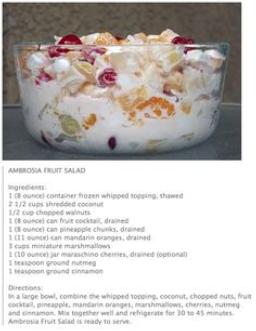 AMBROSIA FRUIT SALAD
Ingredients:
1 (8 ounce) container frozen whipped topping, thawed
2 1/2 cups shredded coconut
1/2 cup chopped walnuts
1 (8 ounce) can fruit cocktail, drained
1 (8 ounce) can pineapple chunks, drained
1 (11 ounce) can mandarin oranges, drained
3 cups miniature marshmallows
1 (10 ounce) jar maraschino cherries, drained (optional)
1 teaspoon ground nutmeg
1 teaspoon ground cinnamon
Directions:
In a large bowl, combine the whipped topping, coconut, chopped nuts, fruit
cocktail, pineapple, mandarin oranges, marshmallows, cherries, nutmeg
and cinnamon. Mix together well and refrigerate for 30 to 45 minutes.
Ambrosia Fruit Salad is ready to serve.